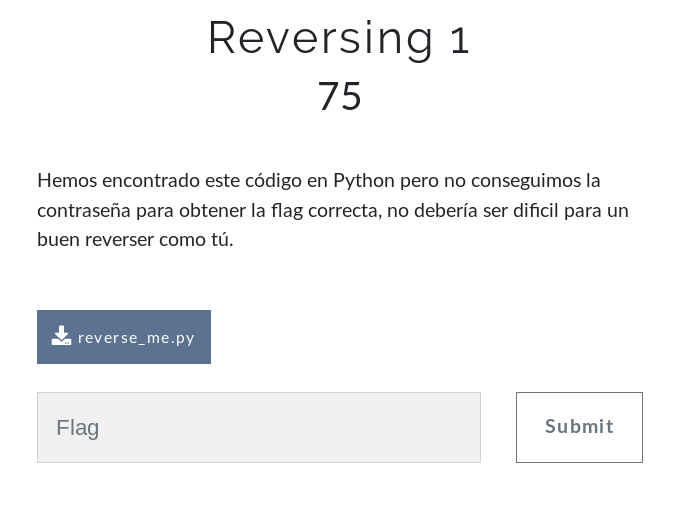 Reversing 1
75
Hemos encontrado este código en Python pero no conseguimos la
contraseña para obtener la flag correcta, no debería ser dificil para un
buen reverser como tú.
reverse_me.py
Flag
Submit